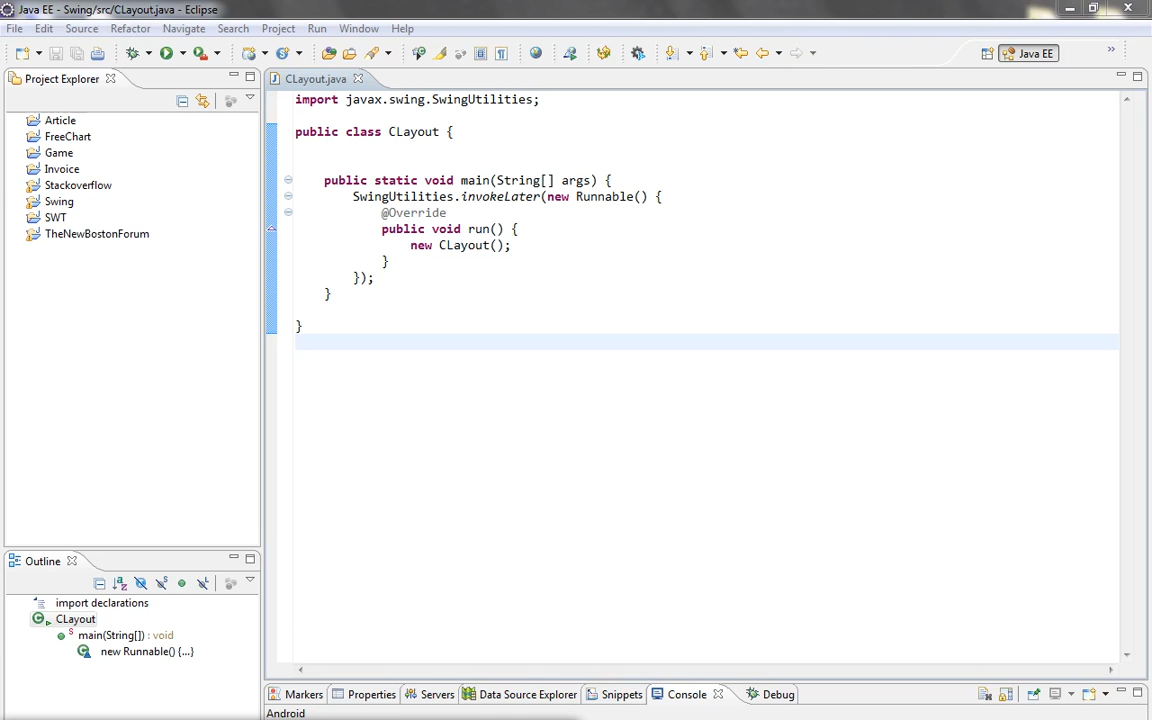 Java EE - Swing/src/CLayout.java - Eclipse
File Edit Source Refactor Navigate Search Project Run Window Help
Java EE
Project Explorer
CLayout.java
Article
FreeChart
Game
Invoice
Stackoverflow
Swing
SWT
TheNewBostonForum
import javax.swing.SwingUtilities;
public class CLayout {
public static void main(String[] args) {
SwingUtilities.invokeLater(new Runnable() {
@Override
public void run() {
new CLayout();
}
});
}
}
Outline
import declarations
CLayout
main(String[]) : void
new Runnable() {...}
Markers Properties Servers Data Source Explorer Snippets Console Debug
Android